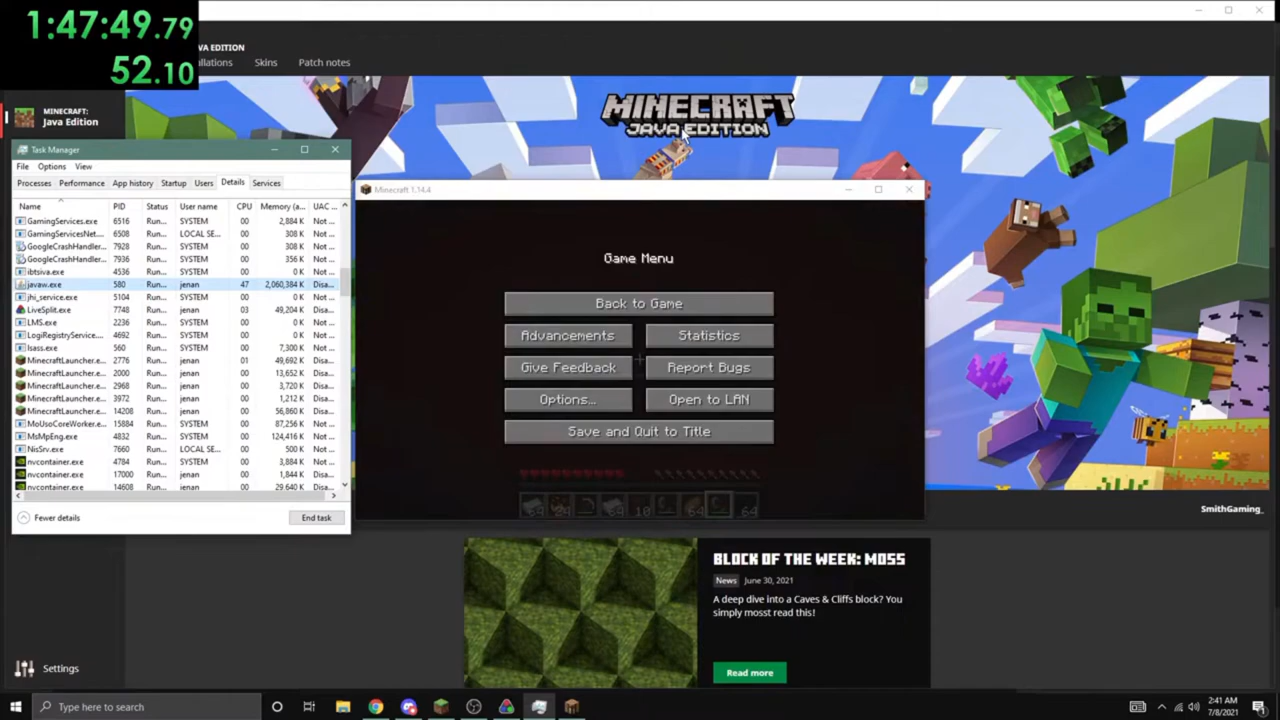 1:47:49.79
52.10
AVA EDITION
allations Skins Patch notes
MINECRAFT:
Java Edition
MINECRAFT
JAVA EDITION
Task Manager
File Options View
Processes Performance App history Startup Users Details Services
Name PID Status User name CPU Memory (a... UAC ...
GamingServices.exe 6516 Run... SYSTEM 00 2,884 K Not ...
GamingServicesNet... 6508 Run... LOCAL SE... 00 308 K Not ...
GoogleCrashHandler... 7928 Run... SYSTEM 00 308 K Not ...
GoogleCrashHandler... 7936 Run... SYSTEM 00 356 K Not ...
ibtsiva.exe 4536 Run... SYSTEM 00 0 K Not ...
javaw.exe 580 Run... jenan 47 2,060,384 K Disa...
jhi_service.exe 5104 Run... SYSTEM 00 0 K Not ...
LiveSplit.exe 7748 Run... jenan 03 49,204 K Disa...
LMS.exe 2236 Run... SYSTEM 00 0 K Not ...
LogiRegistryService.... 4692 Run... SYSTEM 00 0 K Not ...
lsass.exe 560 Run... SYSTEM 00 7,300 K Not ...
MinecraftLauncher.e... 2776 Run... jenan 01 49,692 K Disa...
MinecraftLauncher.e... 2000 Run... jenan 00 13,652 K Disa...
MinecraftLauncher.e... 2968 Run... jenan 00 3,720 K Disa...
MinecraftLauncher.e... 3972 Run... jenan 00 1,212 K Disa...
MinecraftLauncher.e... 14208 Run... jenan 00 56,860 K Disa...
MoUsoCoreWorker.e... 15884 Run... SYSTEM 00 87,256 K Not ...
MsMpEng.exe 4832 Run... SYSTEM 00 124,416 K Not ...
NisSrv.exe 7660 Run... LOCAL SE... 00 500 K Not ...
nvcontainer.exe 4784 Run... SYSTEM 00 3,884 K Not ...
nvcontainer.exe 17000 Run... jenan 00 1,844 K Disa...
nvcontainer.exe 14608 Run... jenan 00 29,640 K Disa...
Fewer details End task
Minecraft 1.14.4
Game Menu
Back to Game
Advancements Statistics
Give Feedback Report Bugs
Options... Open to LAN
Save and Quit to Title
64 64 10 64 64
SmithGaming_
BLOCK OF THE WEEK: MOSS
News June 30, 2021
A deep dive into a Caves & Cliffs block? You
simply mosst read this!
Read more
Settings
Type here to search
2:41 AM
7/8/2021
1